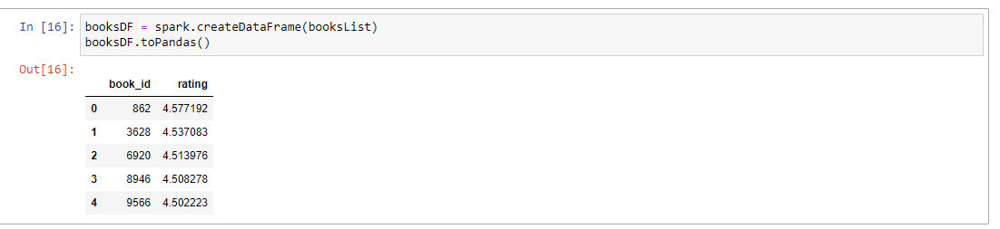 In [16]: booksDF = spark.createDataFrame(booksList)
booksDF.toPandas()
Out[16]:
book_id rating
0 862 4.577192
1 3628 4.537083
2 6920 4.513976
3 8946 4.508278
4 9566 4.502223